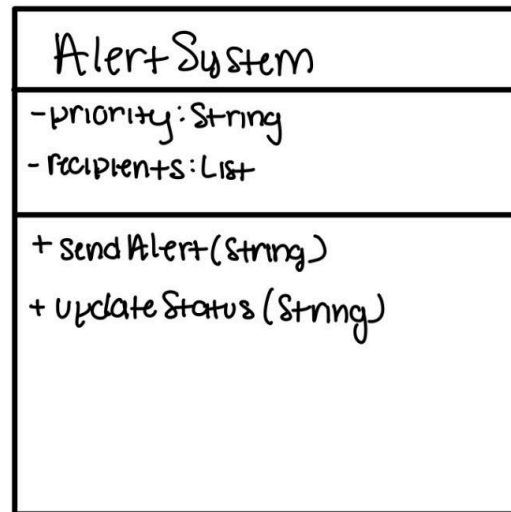 AlertSystem
-priority:String
- recipients:List
+ sendAlert(String)
+ updateStatus(String)